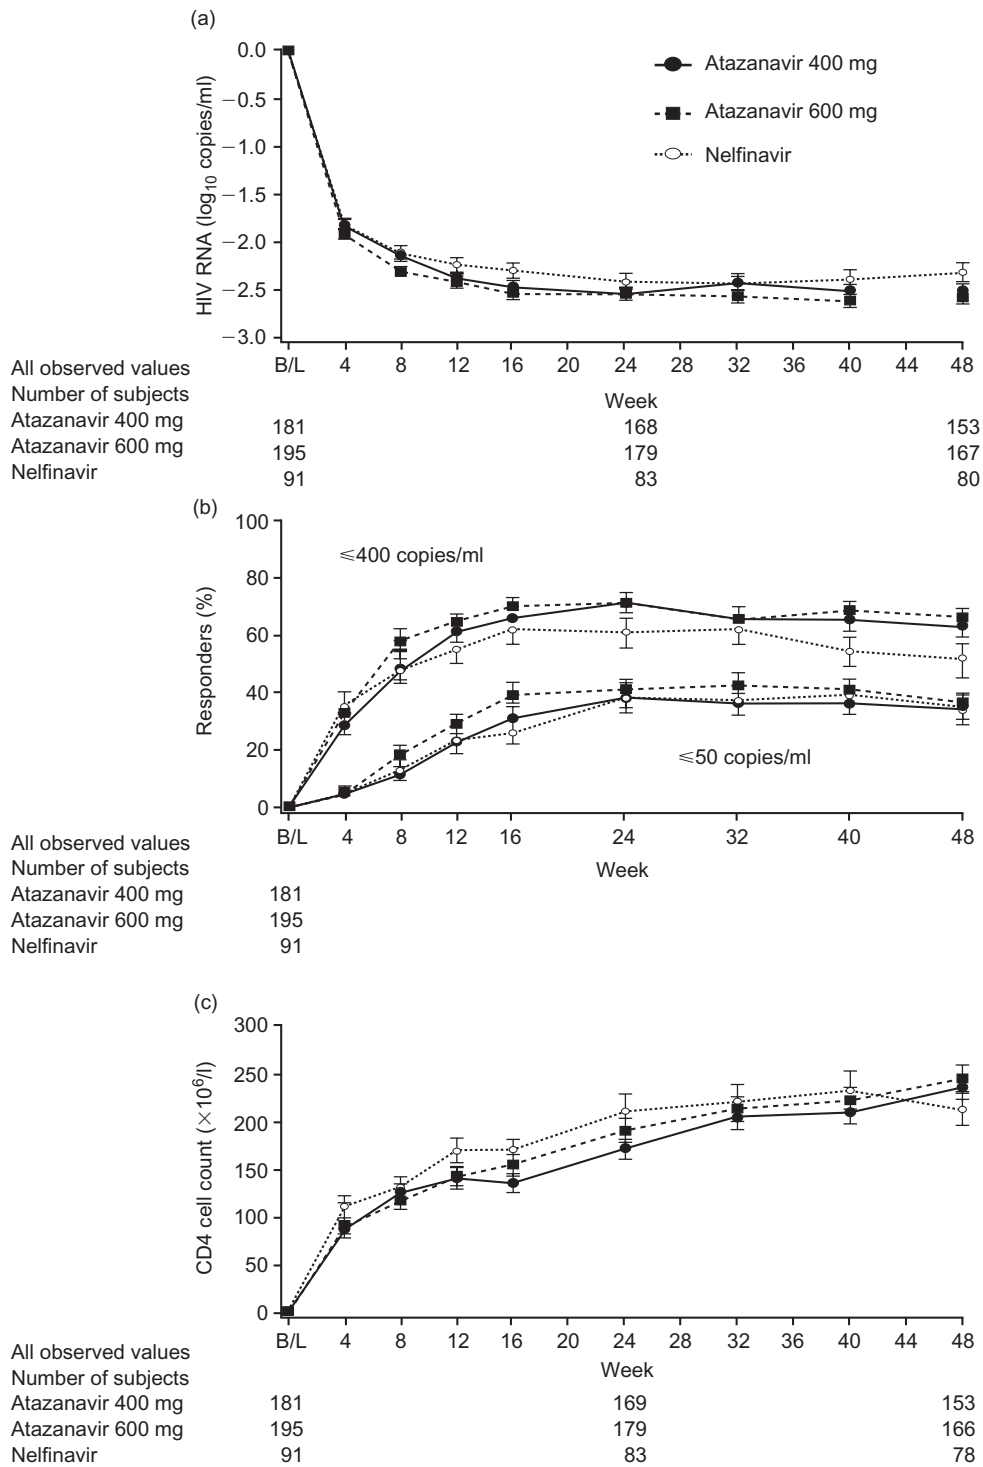 (a)
HIV RNA (log10 copies/ml)
0.0
−0.5
−1.0
−1.5
−2.0
−2.5
−3.0
Atazanavir 400 mg
Atazanavir 600 mg
Nelfinavir
B/L 4 8 12 16 20 24 28 32 36 40 44 48
Week
All observed values
Number of subjects
Atazanavir 400 mg 181 168 153
Atazanavir 600 mg 195 179 167
Nelfinavir 91 83 80
(b)
Responders (%)
100
80
60
40
20
0
≤400 copies/ml
≤50 copies/ml
B/L 4 8 12 16 24 32 40 48
Week
All observed values
Number of subjects
Atazanavir 400 mg 181
Atazanavir 600 mg 195
Nelfinavir 91
(c)
CD4 cell count (×10⁶/l)
300
250
200
150
100
50
0
B/L 4 8 12 16 20 24 28 32 36 40 44 48
Week
All observed values
Number of subjects
Atazanavir 400 mg 181 169 153
Atazanavir 600 mg 195 179 166
Nelfinavir 91 83 78